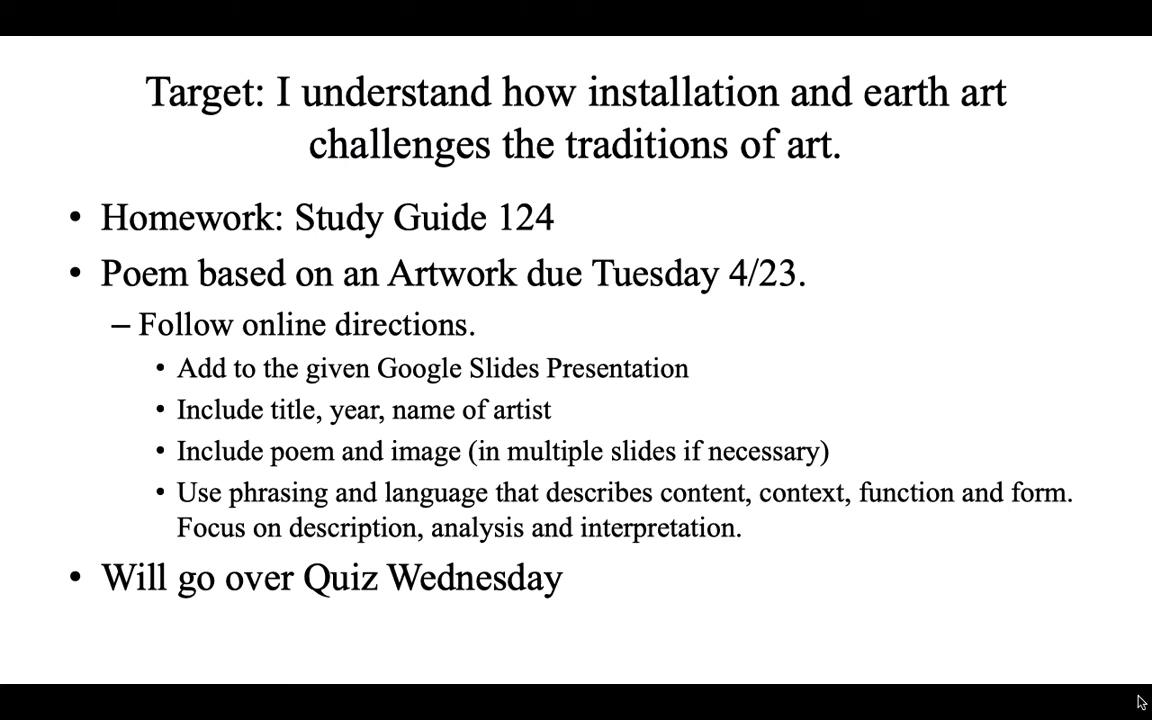 Target: I understand how installation and earth art
challenges the traditions of art.
• Homework: Study Guide 124
• Poem based on an Artwork due Tuesday 4/23.
– Follow online directions.
• Add to the given Google Slides Presentation
• Include title, year, name of artist
• Include poem and image (in multiple slides if necessary)
• Use phrasing and language that describes content, context, function and form.
Focus on description, analysis and interpretation.
• Will go over Quiz Wednesday